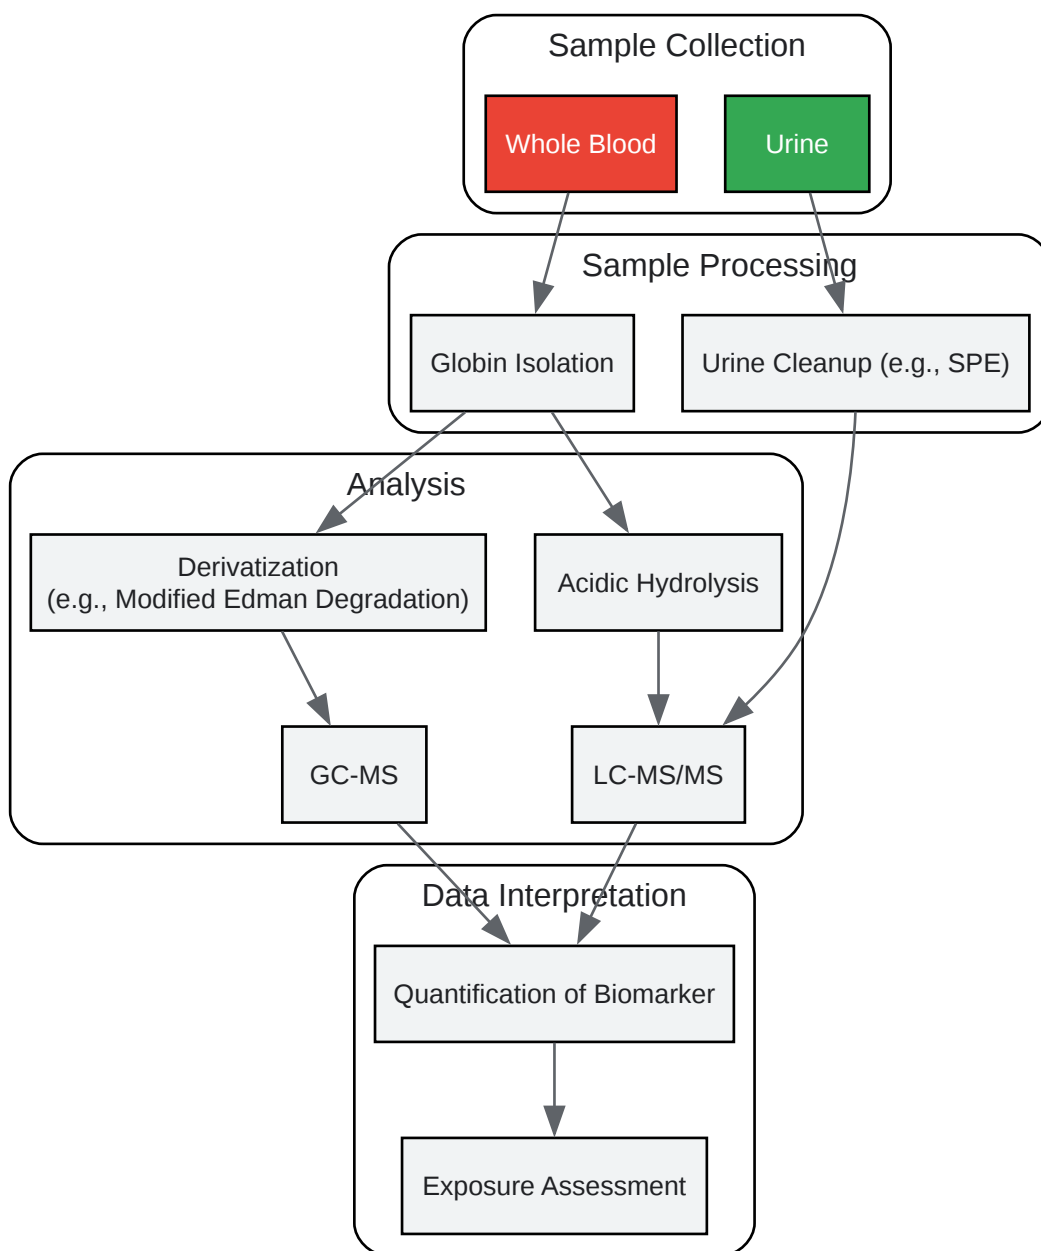 Sample Collection
Whole Blood
Urine
Sample Processing
Globin Isolation
Urine Cleanup (e.g., SPE)
Analysis
Derivatization
(e.g., Modified Edman Degradation)
Acidic Hydrolysis
GC-MS
LC-MS/MS
Data Interpretation
Quantification of Biomarker
Exposure Assessment